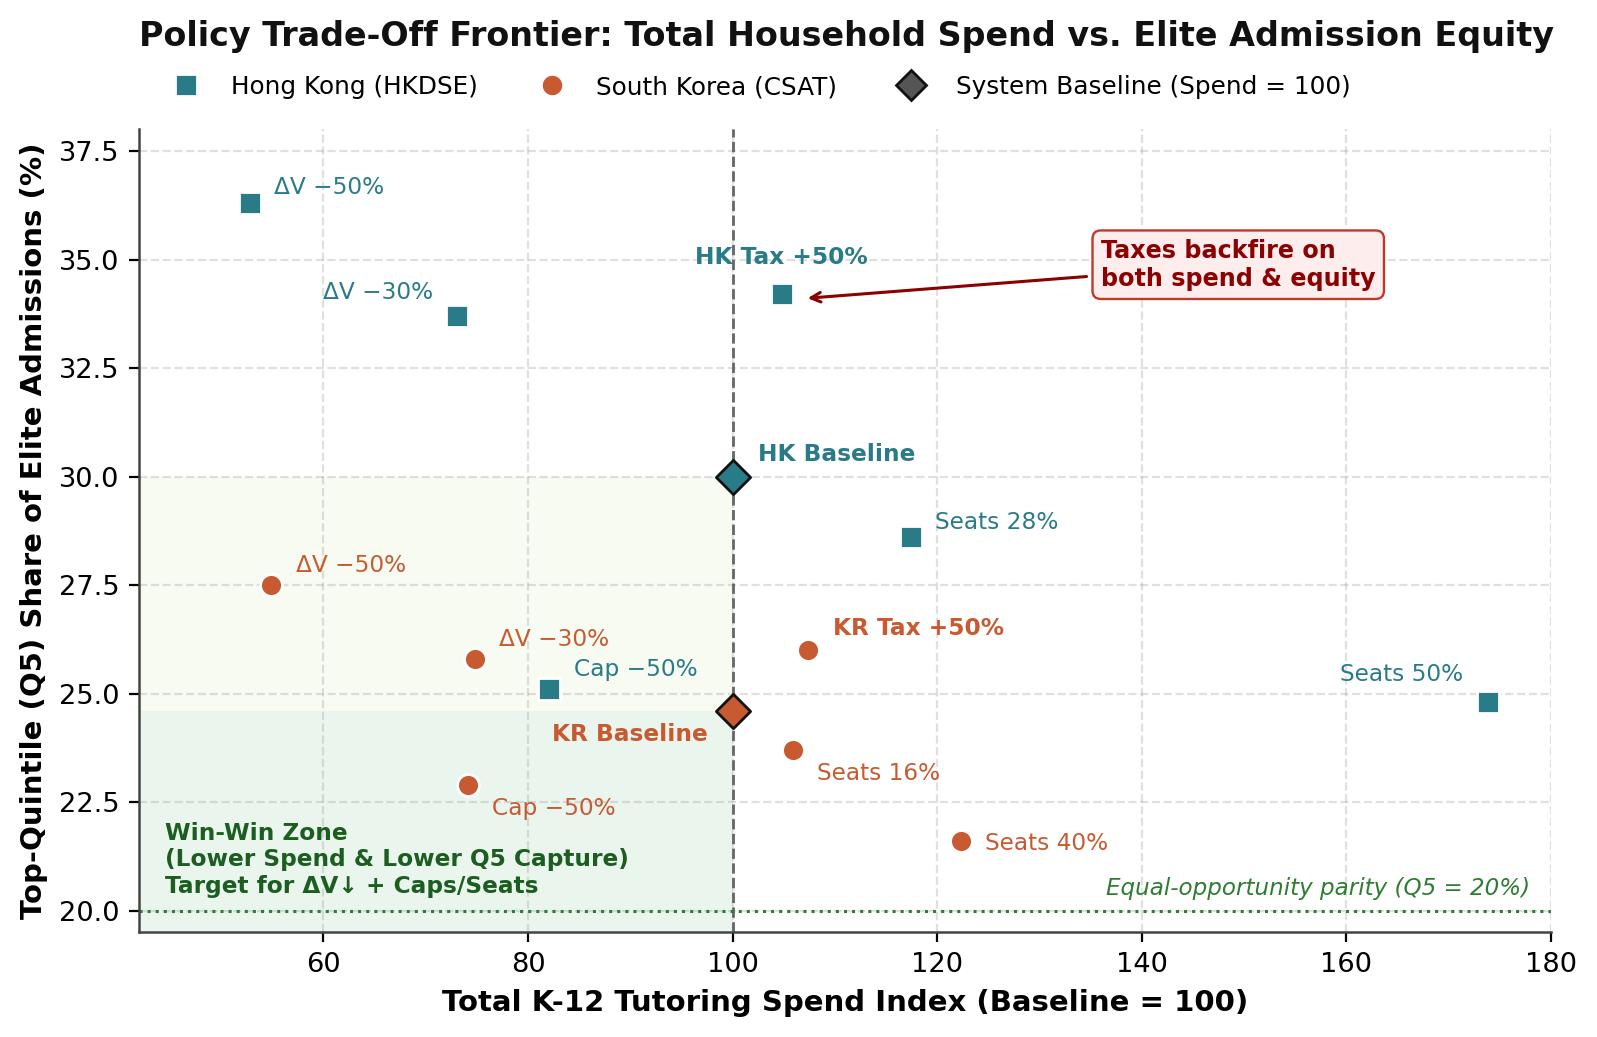 Policy Trade-Off Frontier: Total Household Spend vs. Elite Admission Equity
Hong Kong (HKDSE)
South Korea (CSAT)
System Baseline (Spend = 100)
Top-Quintile (Q5) Share of Elite Admissions (%)
37.5
35.0
32.5
30.0
27.5
25.0
22.5
20.0
ΔV −50%
ΔV −30%
HK Tax +50%
Taxes backfire on
both spend & equity
HK Baseline
Seats 28%
ΔV −50%
ΔV −30%
Cap −50%
KR Tax +50%
Seats 50%
KR Baseline
Seats 16%
Cap −50%
Seats 40%
Win-Win Zone
(Lower Spend & Lower Q5 Capture)
Target for ΔV↓ + Caps/Seats
Equal-opportunity parity (Q5 = 20%)
60
80
100
120
140
160
180
Total K-12 Tutoring Spend Index (Baseline = 100)